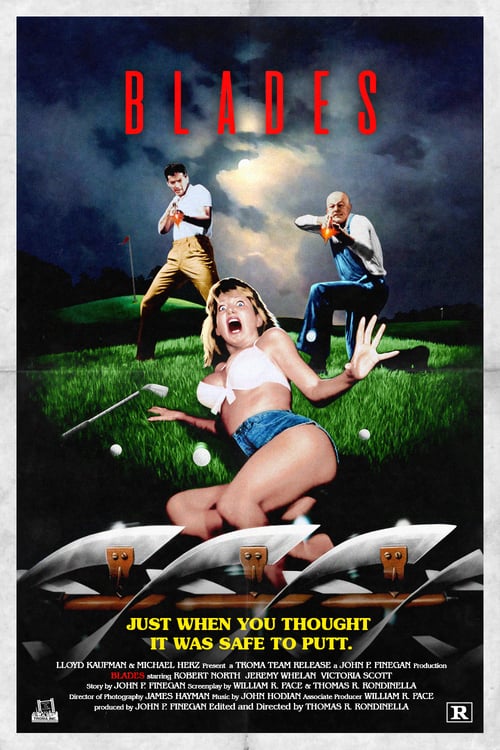 BLADES
JUST WHEN YOU THOUGHT
IT WAS SAFE TO PUTT.
LLOYD KAUFMAN & MICHAEL HERZ Present a TROMA TEAM RELEASE a JOHN P. FINEGAN Production
BLADES starring ROBERT NORTH JEREMY WHELAN VICTORIA SCOTT
Story by JOHN P. FINEGAN Screenplay by WILLIAM R. PACE & THOMAS R. RONDINELLA
Director of Photography JAMES HAYMAN Music by JOHN HODIAN Associate Producer WILLIAM R. PACE
produced by JOHN P. FINEGAN Edited and Directed by THOMAS R. RONDINELLA
TROMA, INC.
R